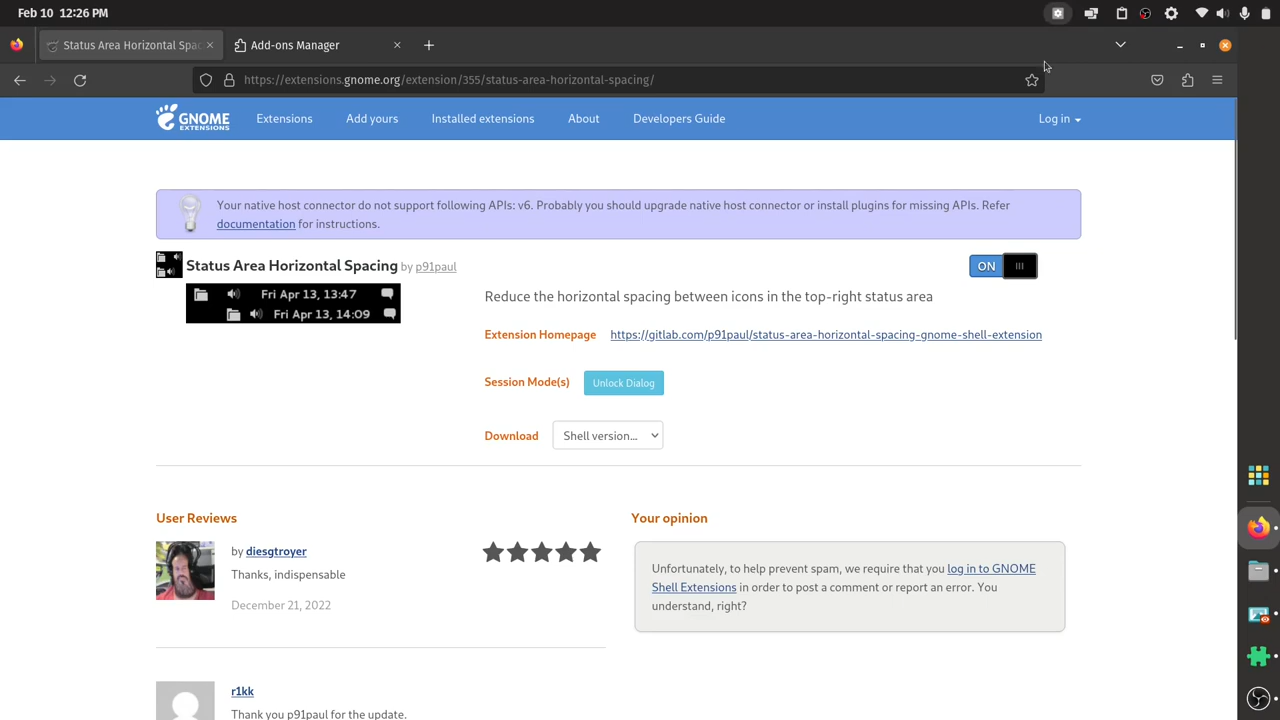 Feb 10 12:26 PM
Status Area Horizontal Spac
Add-ons Manager
https://extensions.gnome.org/extension/355/status-area-horizontal-spacing/
GNOME
EXTENSIONS
Extensions
Add yours
Installed extensions
About
Developers Guide
Log in
Your native host connector do not support following APIs: v6. Probably you should upgrade native host connector or install plugins for missing APIs. Refer
documentation for instructions.
Status Area Horizontal Spacing by p91paul
ON
Fri Apr 13, 13:47
Fri Apr 13, 14:09
Reduce the horizontal spacing between icons in the top-right status area
Extension Homepage https://gitlab.com/p91paul/status-area-horizontal-spacing-gnome-shell-extension
Session Mode(s) Unlock Dialog
Download Shell version...
User Reviews
by diesgtroyer
Thanks, indispensable
December 21, 2022
r1kk
Thank you p91paul for the update.
Your opinion
Unfortunately, to help prevent spam, we require that you log in to GNOME
Shell Extensions in order to post a comment or report an error. You
understand, right?